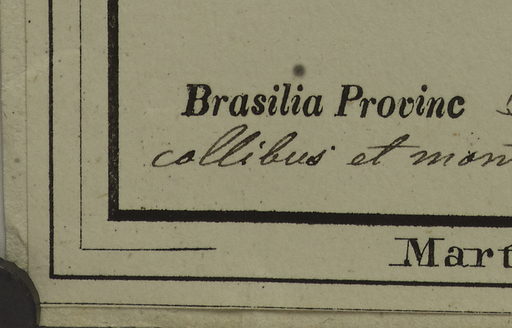 Brasilia Provinc
collibus et mon
Mart